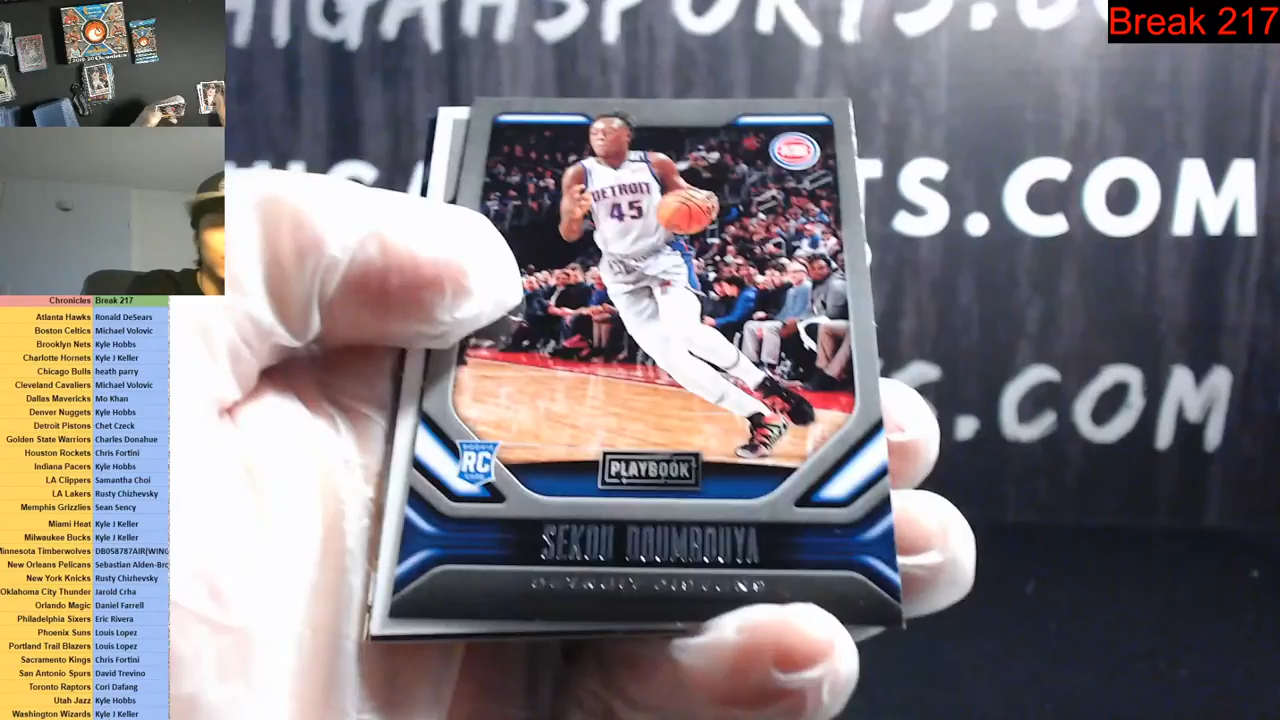 Break 217
HIGAHSPORTS.CO
TS.COM
S.COM
DETROIT
45
RC
PLAYBOOK
SEKOU DOUMBOUYA
DETROIT PISTONS
Chronicles Break 217
Atlanta Hawks Ronald DeSears
Boston Celtics Michael Volovic
Brooklyn Nets Kyle Hobbs
Charlotte Hornets Kyle J Keller
Chicago Bulls heath parry
Cleveland Cavaliers Michael Volovic
Dallas Mavericks Mo Khan
Denver Nuggets Kyle Hobbs
Detroit Pistons Chet Czeck
Golden State Warriors Charles Donahue
Houston Rockets Chris Fortini
Indiana Pacers Kyle Hobbs
LA Clippers Samantha Choi
LA Lakers Rusty Chizhevsky
Memphis Grizzlies Sean Sency
Miami Heat Kyle J Keller
Milwaukee Bucks Kyle J Keller
Minnesota Timberwolves DB058787AIR(WING
New Orleans Pelicans Sebastian Alden-Bro
New York Knicks Rusty Chizhevsky
Oklahoma City Thunder Jarold Crha
Orlando Magic Daniel Farrell
Philadelphia Sixers Eric Rivera
Phoenix Suns Louis Lopez
Portland Trail Blazers Louis Lopez
Sacramento Kings Chris Fortini
San Antonio Spurs David Trevino
Toronto Raptors Cori Dafang
Utah Jazz Kyle Hobbs
Washington Wizards Kyle J Keller